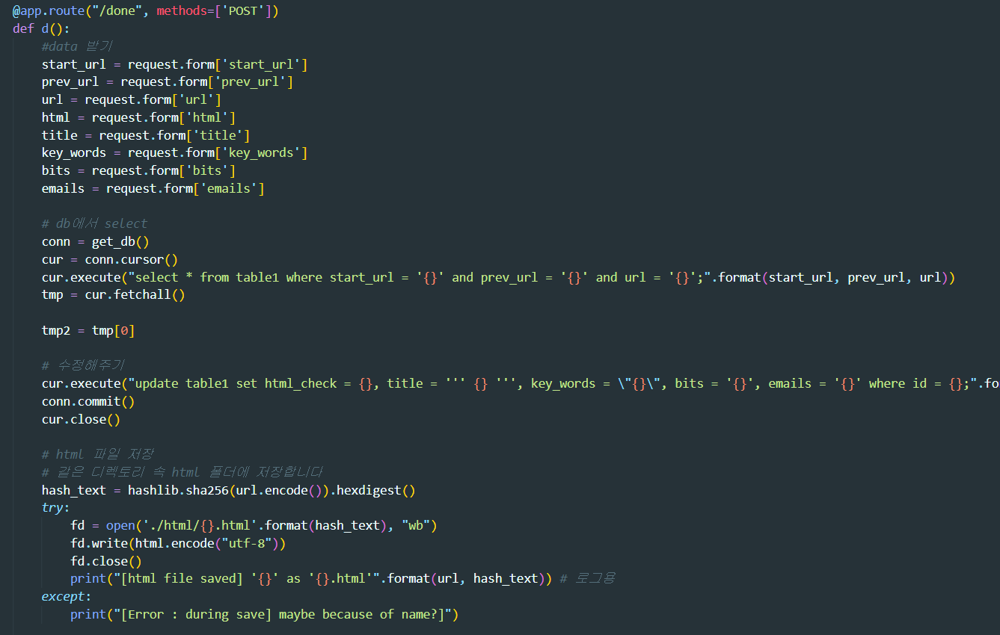 @app.route("/done", methods=['POST'])
def d():
    #data 받기
    start_url = request.form['start_url']
    prev_url = request.form['prev_url']
    url = request.form['url']
    html = request.form['html']
    title = request.form['title']
    key_words = request.form['key_words']
    bits = request.form['bits']
    emails = request.form['emails']

    # db에서 select
    conn = get_db()
    cur = conn.cursor()
    cur.execute("select * from table1 where start_url = '{}' and prev_url = '{}' and url = '{}';".format(start_url, prev_url, url))
    tmp = cur.fetchall()

    tmp2 = tmp[0]

    # 수정해주기
    cur.execute("update table1 set html_check = {}, title = ''' {} ''', key_words = \"{}\", bits = '{}', emails = '{}' where id = {};".fo
    conn.commit()
    cur.close()

    # html 파일 저장
    # 같은 디렉토리 속 html 폴더에 저장합니다
    hash_text = hashlib.sha256(url.encode()).hexdigest()
    try:
        fd = open('./html/{}.html'.format(hash_text), "wb")
        fd.write(html.encode("utf-8"))
        fd.close()
        print("[html file saved] '{}' as '{}.html'".format(url, hash_text)) # 로그용
    except:
        print("[Error : during save] maybe because of name?]")